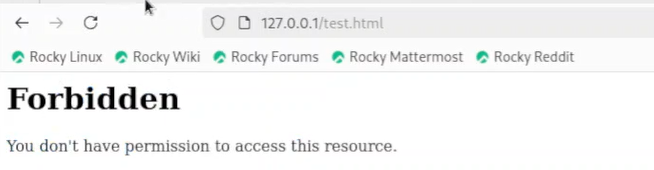 127.0.0.1/test.html
Rocky Linux Rocky Wiki Rocky Forums Rocky Mattermost Rocky Reddit
Forbidden
You don't have permission to access this resource.